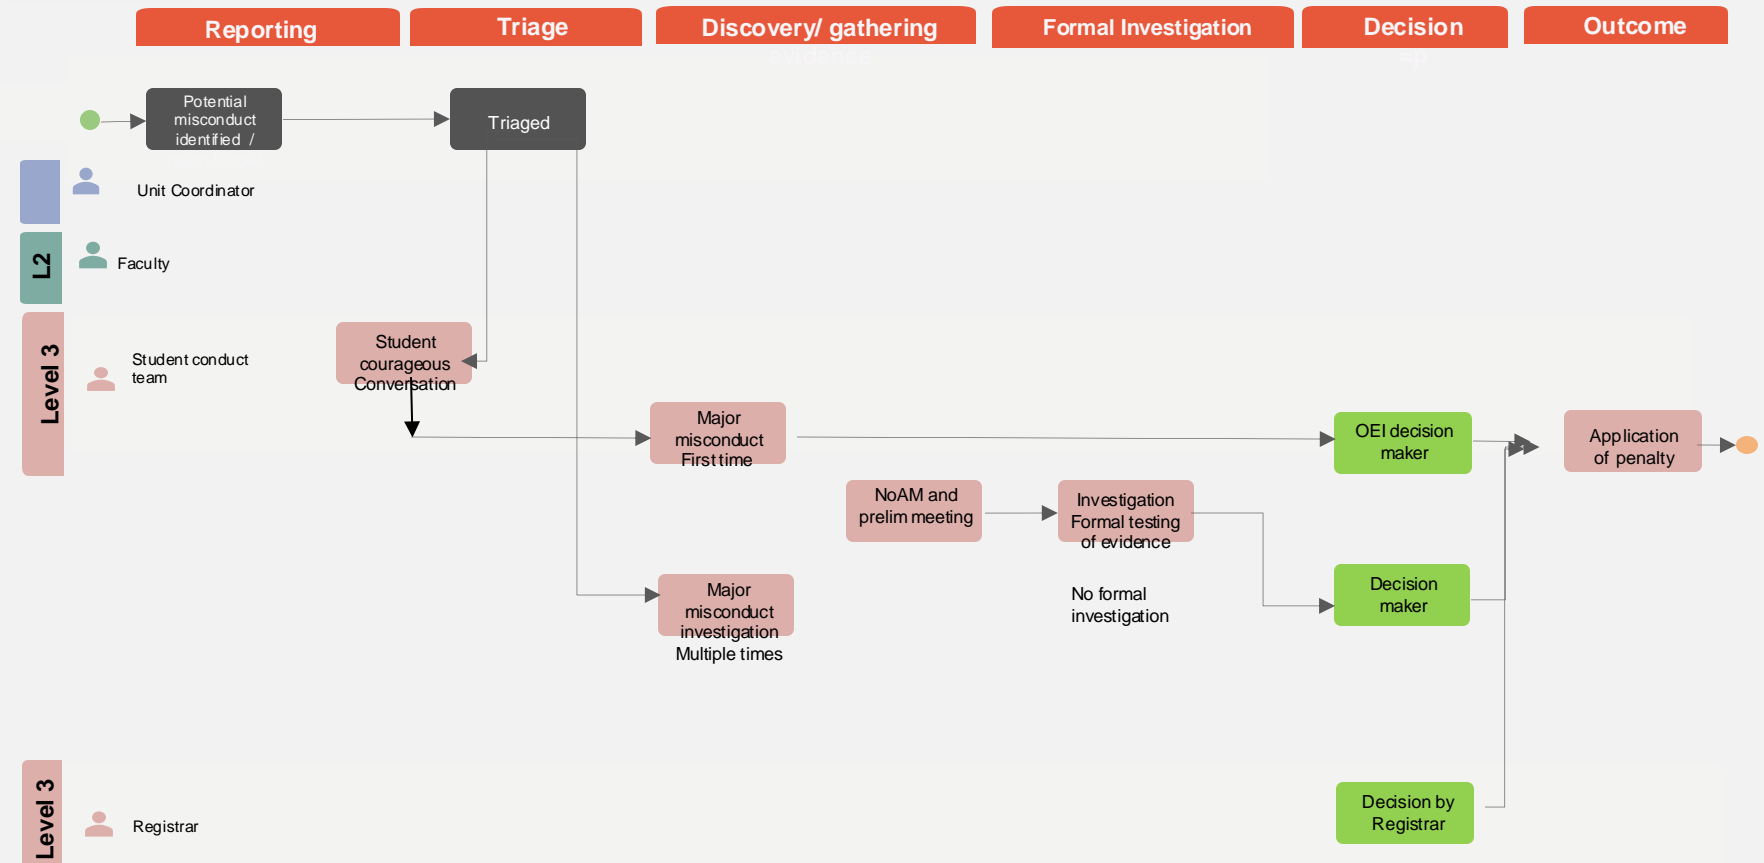 Reporting
Triage
Discovery/ gathering
evidence
Formal Investigation
Decision
Outcome
Potential
misconduct
identified /
Triaged
Unit Coordinator
L2
Faculty
Level 3
Student conduct
team
Student
courageous
Conversation
Major
misconduct
First time
OEI decision
maker
Application
of penalty
NoAM and
prelim meeting
Investigation
Formal testing
of evidence
Major
misconduct
investigation
Multiple times
No formal
investigation
Decision
maker
Level 3
Registrar
Decision by
Registrar